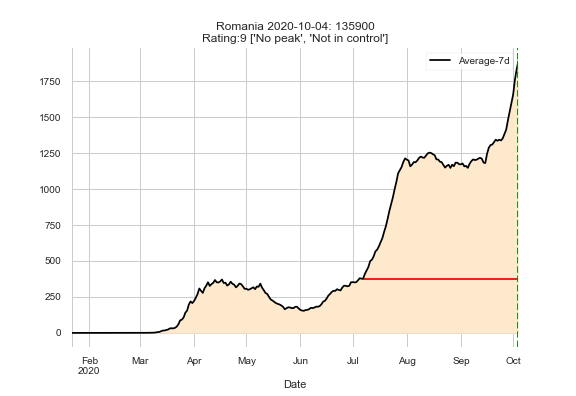 Romania 2020-10-04: 135900
Rating:9 ['No peak', 'Not in control']
Average-7d
1750
1500
1250
1000
750
500
250
0
Feb Mar Apr May Jun Jul Aug Sep Oct
2020
Date